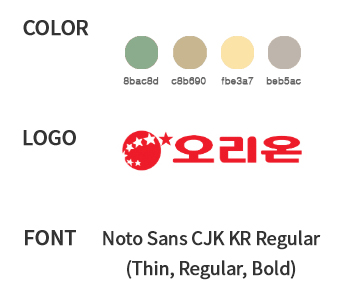 COLOR
8bac8d c8b690 fbe3a7 beb5ac
LOGO
오리온
FONT
Noto Sans CJK KR Regular
(Thin, Regular, Bold)